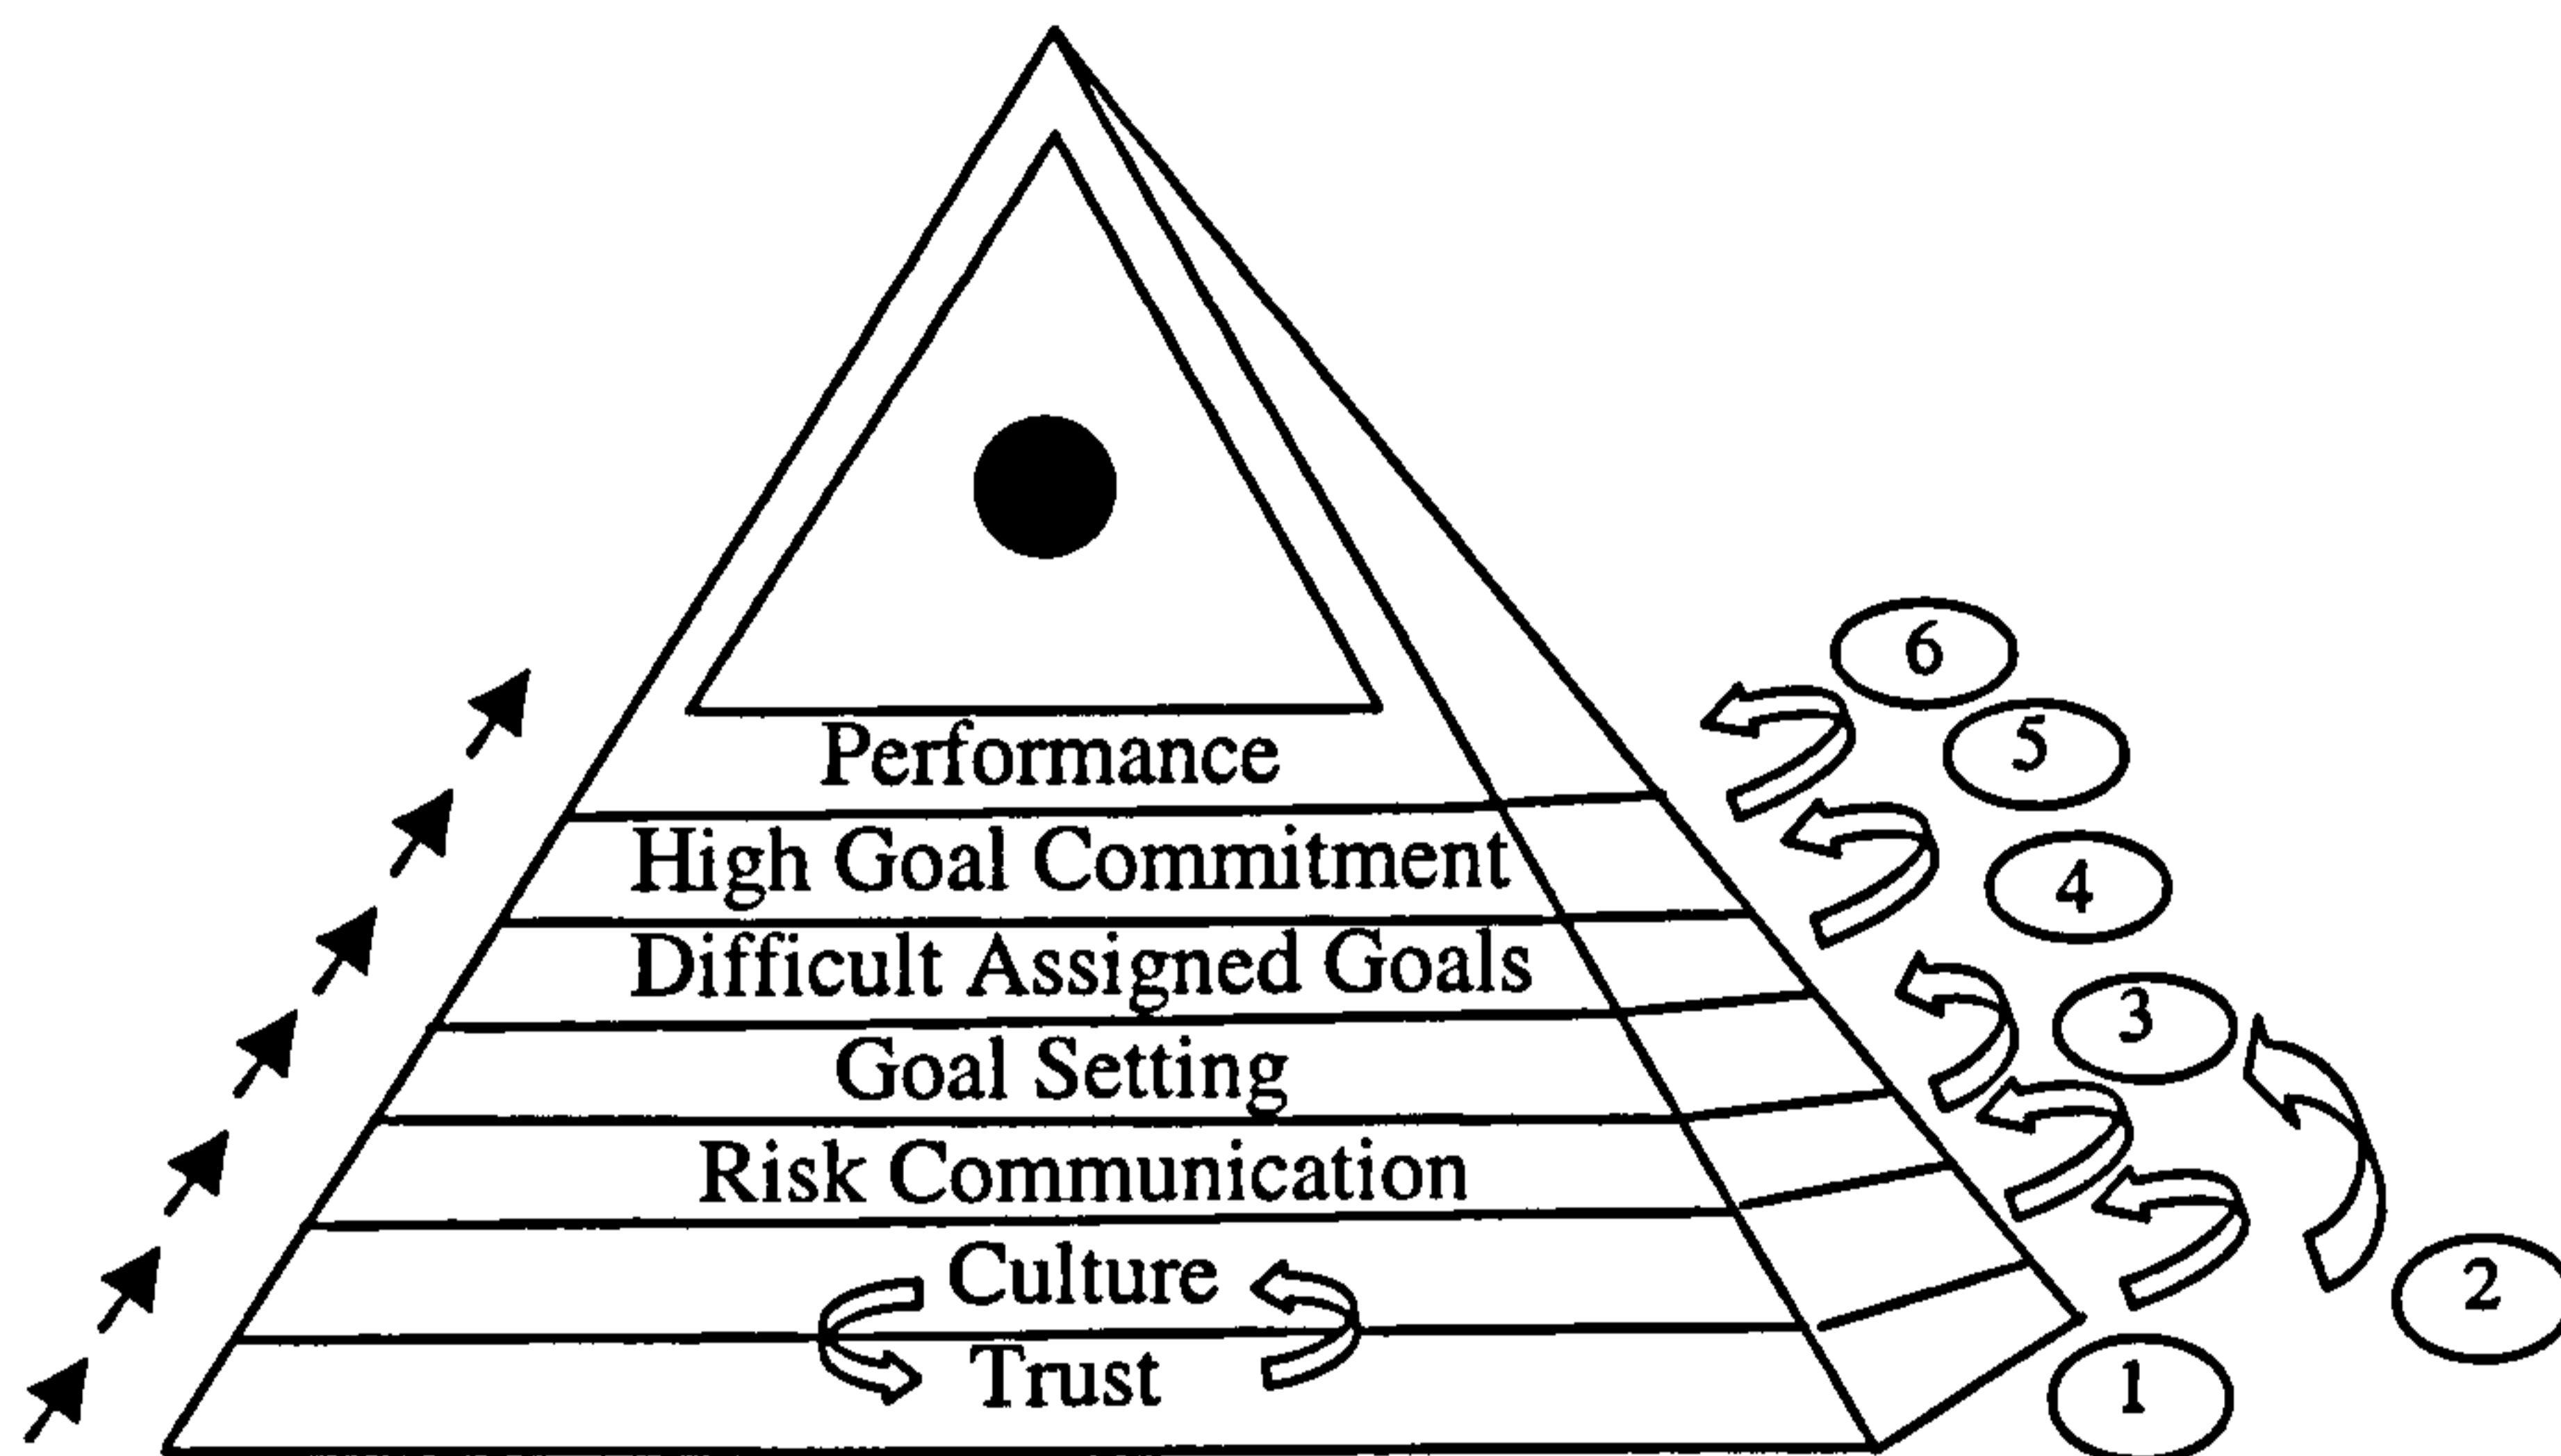 6
5
Performance
4
High Goal Commitment
Difficult Assigned Goals
3
Goal Setting
Risk Communication
Culture
2
Trust
1